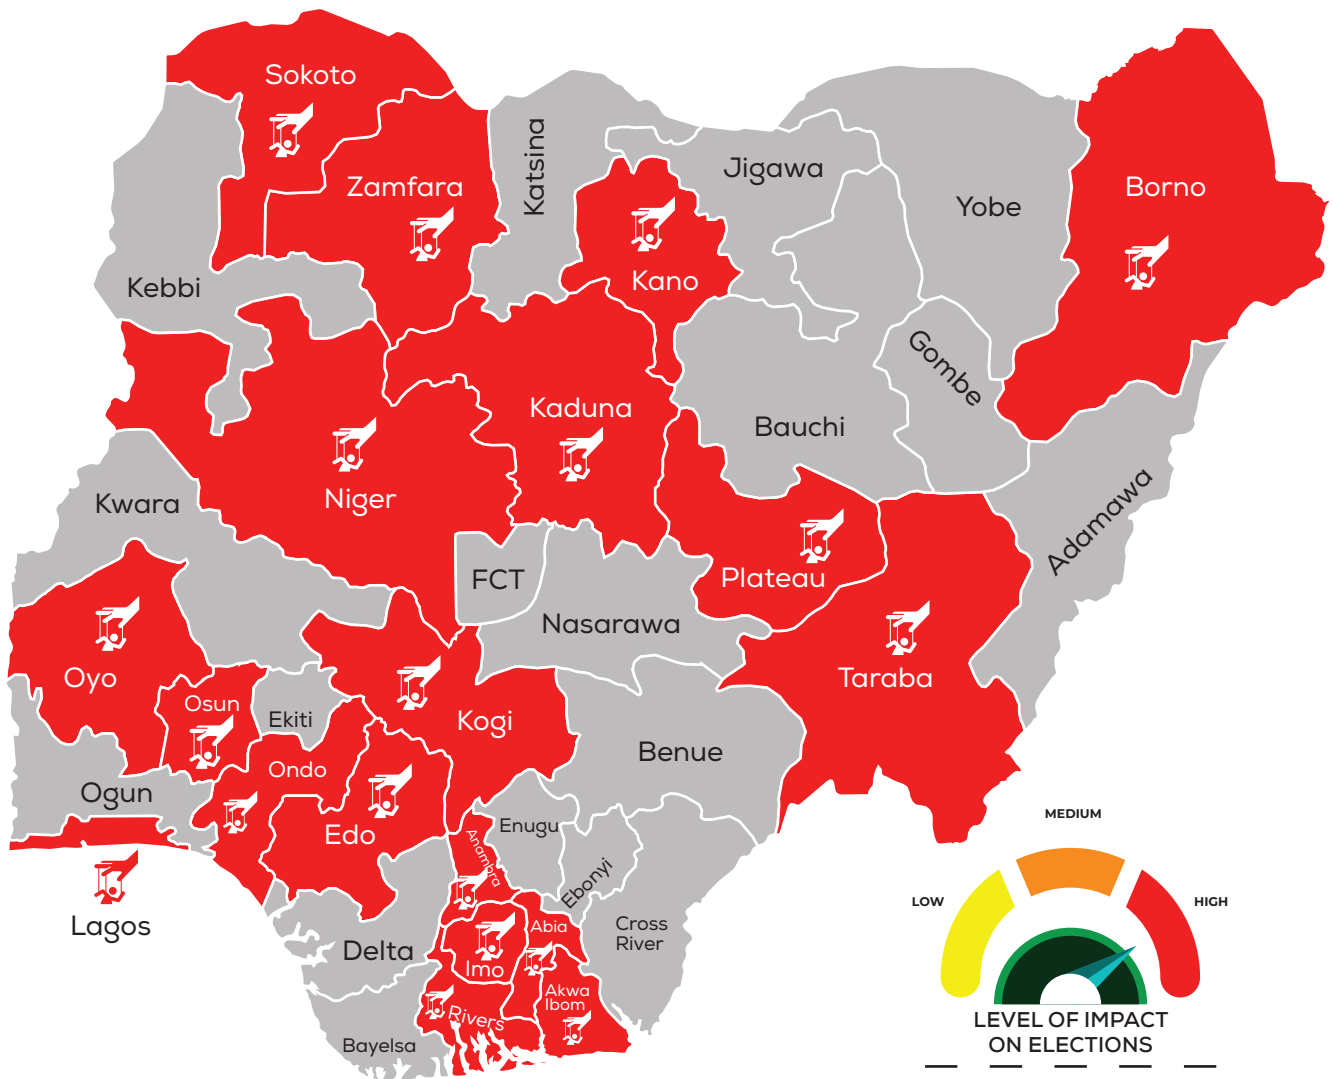 Sokoto
Zamfara
Katsina
Jigawa
Yobe
Borno
Kebbi
Kano
Gombe
Kaduna
Bauchi
Niger
Kwara
Adamawa
FCT
Plateau
Nasarawa
Oyo
Taraba
Osun
Ekiti
Kogi
Benue
Ondo
Ogun
Edo
Enugu
Anambra
Ebonyi
Lagos
Abia
Cross
River
Delta
Imo
Akwa
Ibom
Rivers
Bayelsa
MEDIUM
LOW
HIGH
LEVEL OF IMPACT
ON ELECTIONS